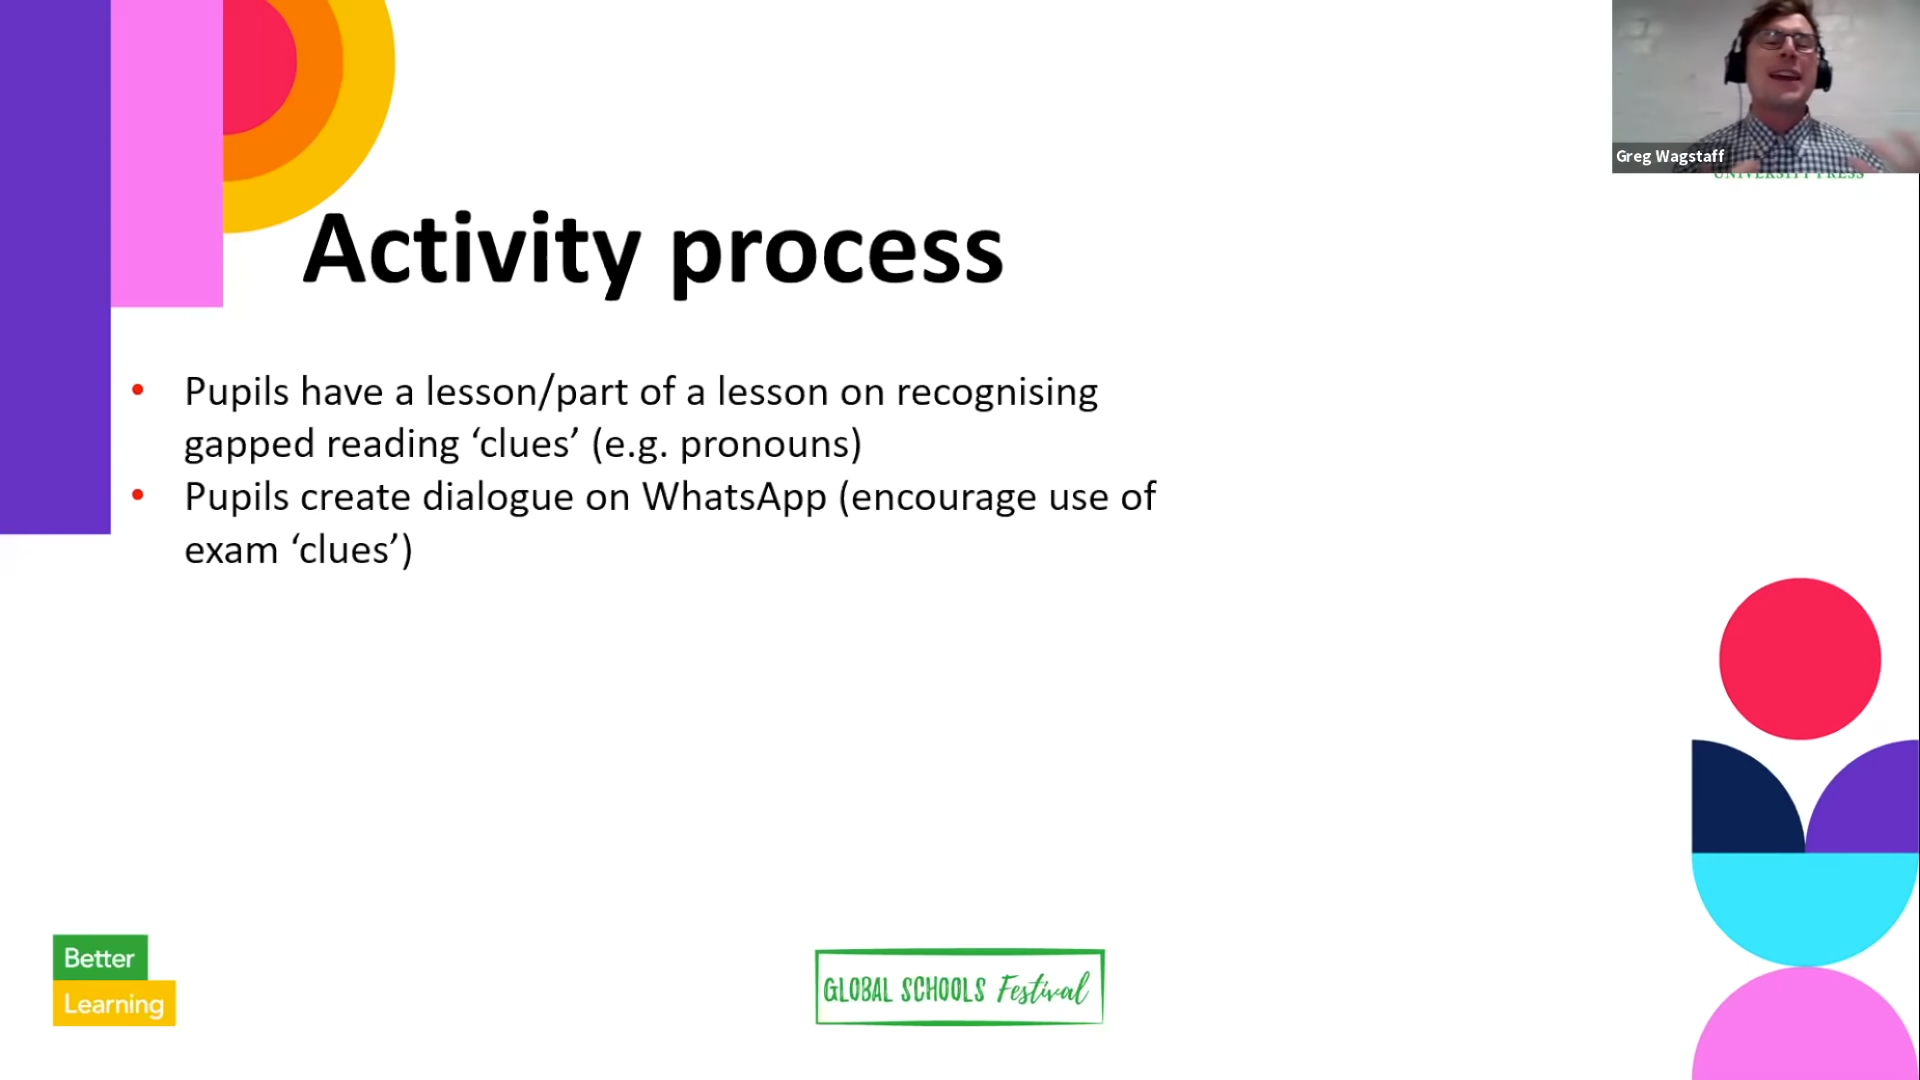 Greg Wagstaff
UNIVERSITY PRESS
Activity process
• Pupils have a lesson/part of a lesson on recognising
gapped reading ‘clues’ (e.g. pronouns)
• Pupils create dialogue on WhatsApp (encourage use of
exam ‘clues’)
Better
Learning
GLOBAL SCHOOLS Festival